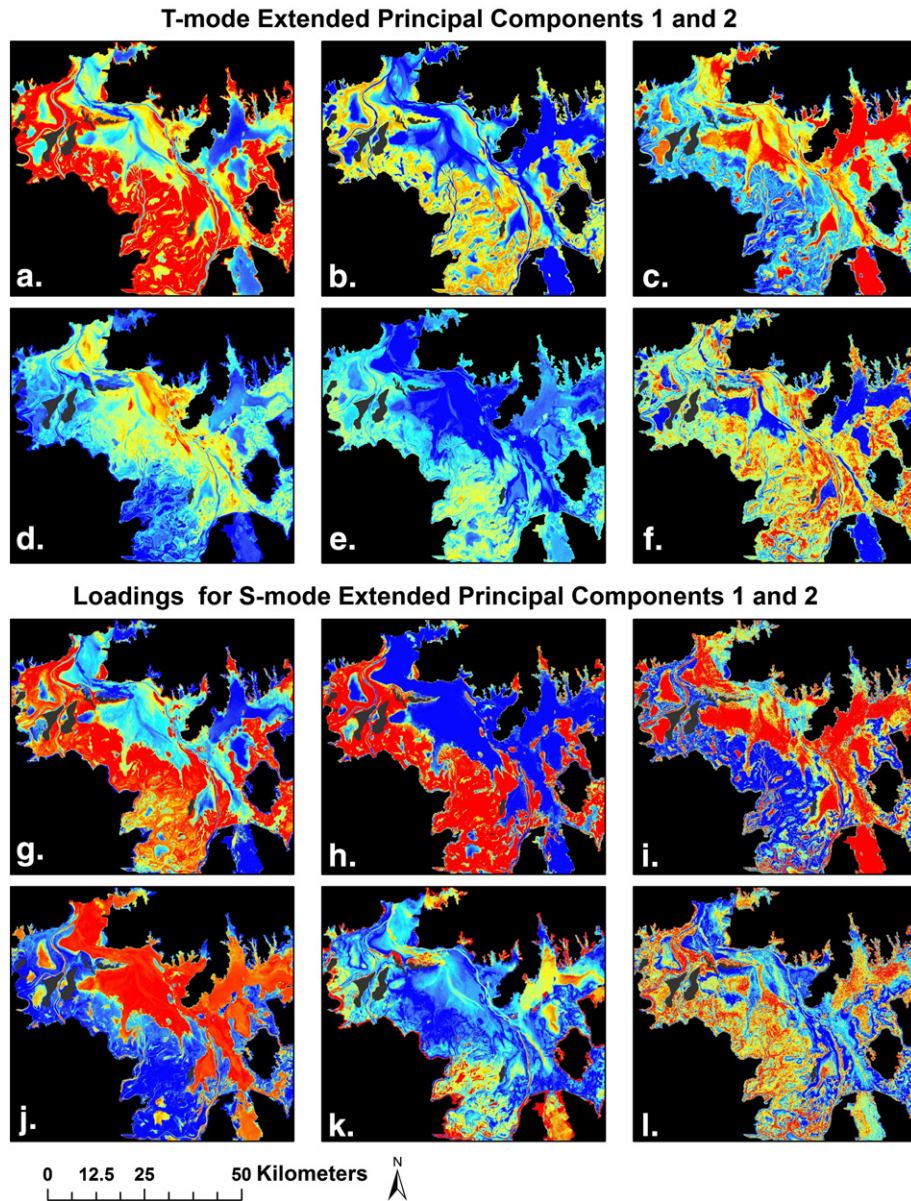 T-mode Extended Principal Components 1 and 2
a. b. c.
d. e. f.
Loadings for S-mode Extended Principal Components 1 and 2
g. h. i.
j. k. l.
0 12.5 25 50 Kilometers N